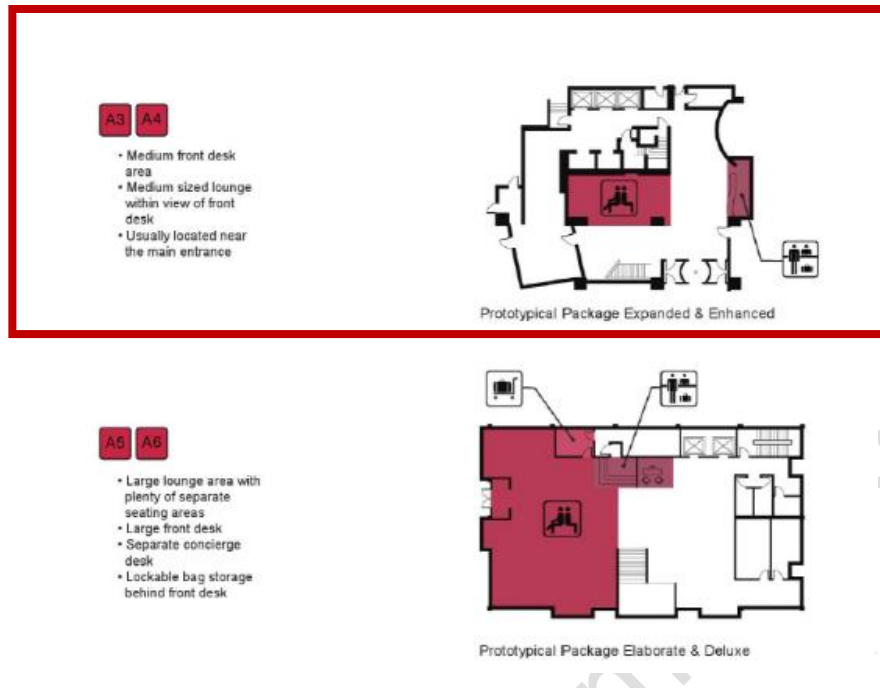 A3 A4
• Medium front desk
area
• Medium sized lounge
within view of front
desk
• Usually located near
the main entrance
Prototypical Package Expanded & Enhanced
A5 A6
• Large lounge area with
plenty of separate
seating areas
• Large front desk
• Separate concierge
desk
• Lockable bag storage
behind front desk
Prototypical Package Elaborate & Deluxe